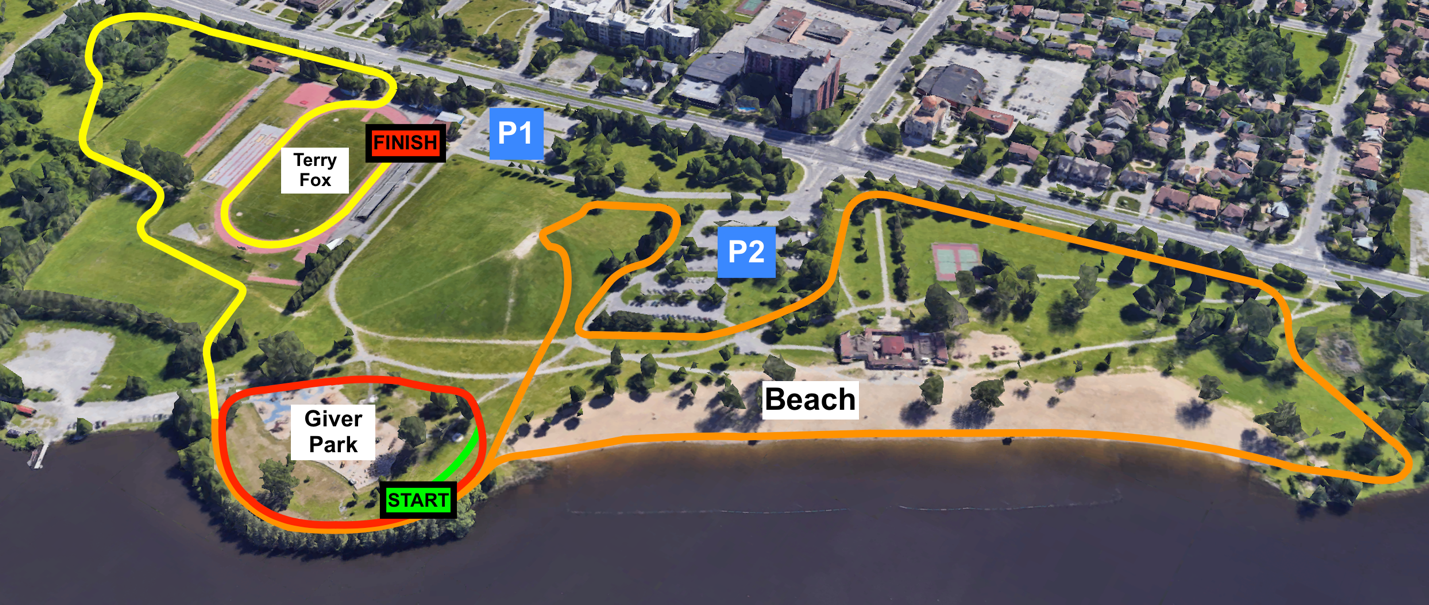 P1
FINISH
Terry
Fox
P2
Beach
Giver
Park
START